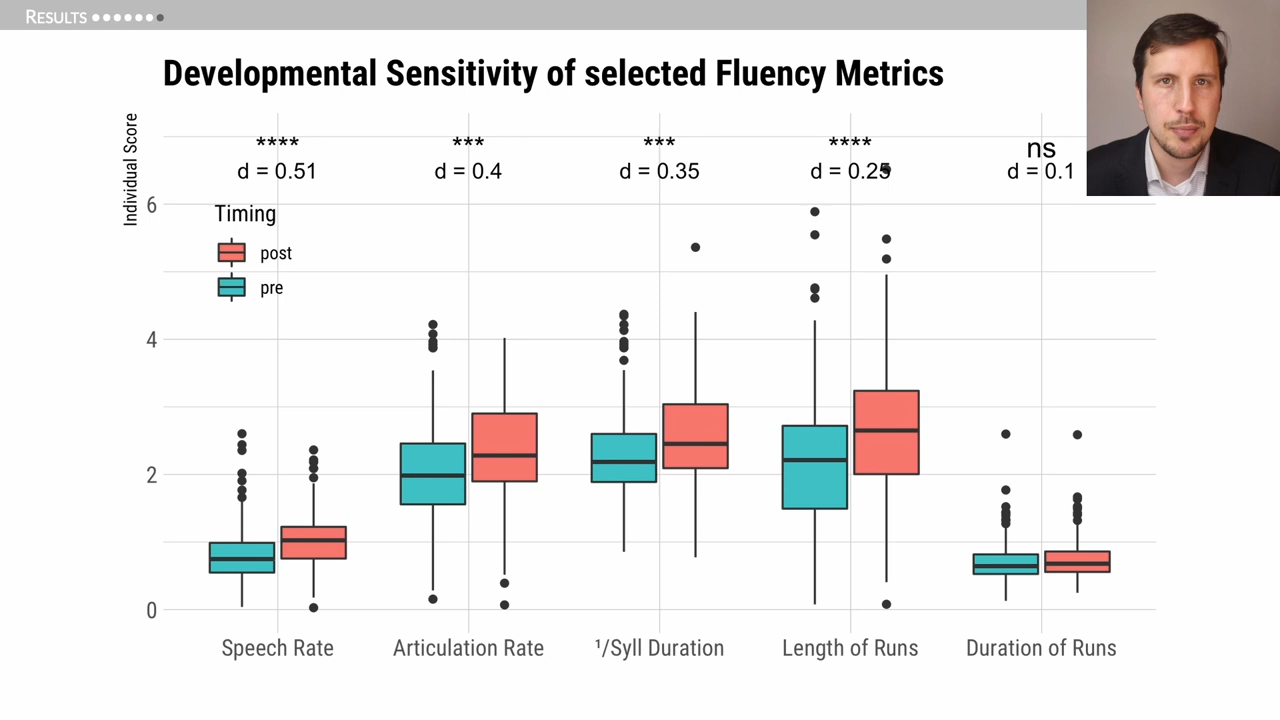 RESULTS
Developmental Sensitivity of selected Fluency Metrics
Individual Score
**** *** *** **** ns
d = 0.51 d = 0.4 d = 0.35 d = 0.25 d = 0.1
6
Timing
post
pre
4
2
0
Speech Rate Articulation Rate ¹/Syll Duration Length of Runs Duration of Runs